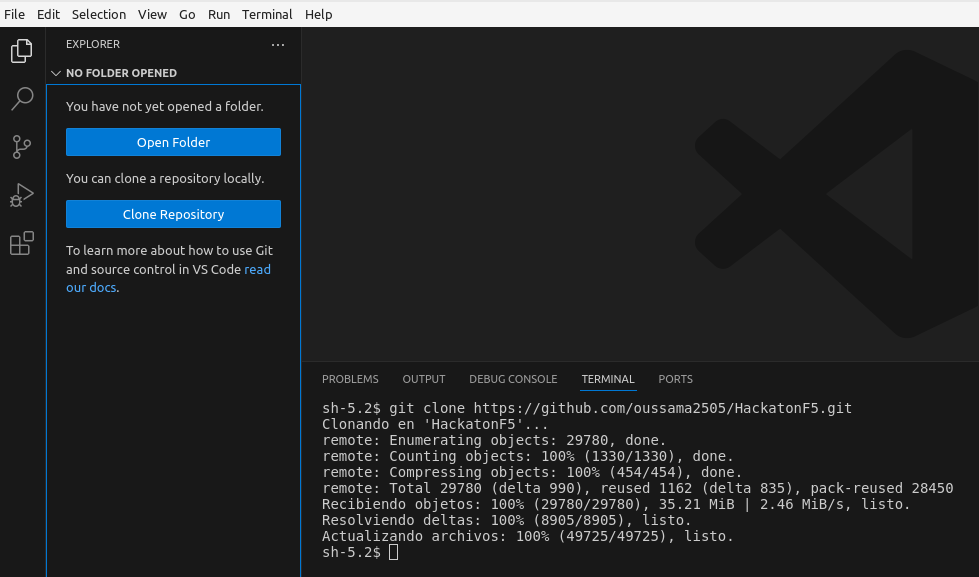 File Edit Selection View Go Run Terminal Help
EXPLORER
NO FOLDER OPENED
You have not yet opened a folder.
Open Folder
You can clone a repository locally.
Clone Repository
To learn more about how to use Git
and source control in VS Code read
our docs.
PROBLEMS OUTPUT DEBUG CONSOLE TERMINAL PORTS
sh-5.2$ git clone https://github.com/oussama2505/HackatonF5.git
Clonando en 'HackatonF5'...
remote: Enumerating objects: 29780, done.
remote: Counting objects: 100% (1330/1330), done.
remote: Compressing objects: 100% (454/454), done.
remote: Total 29780 (delta 990), reused 1162 (delta 835), pack-reused 28450
Recibiendo objetos: 100% (29780/29780), 35.21 MiB | 2.46 MiB/s, listo.
Resolviendo deltas: 100% (8905/8905), listo.
Actualizando archivos: 100% (49725/49725), listo.
sh-5.2$